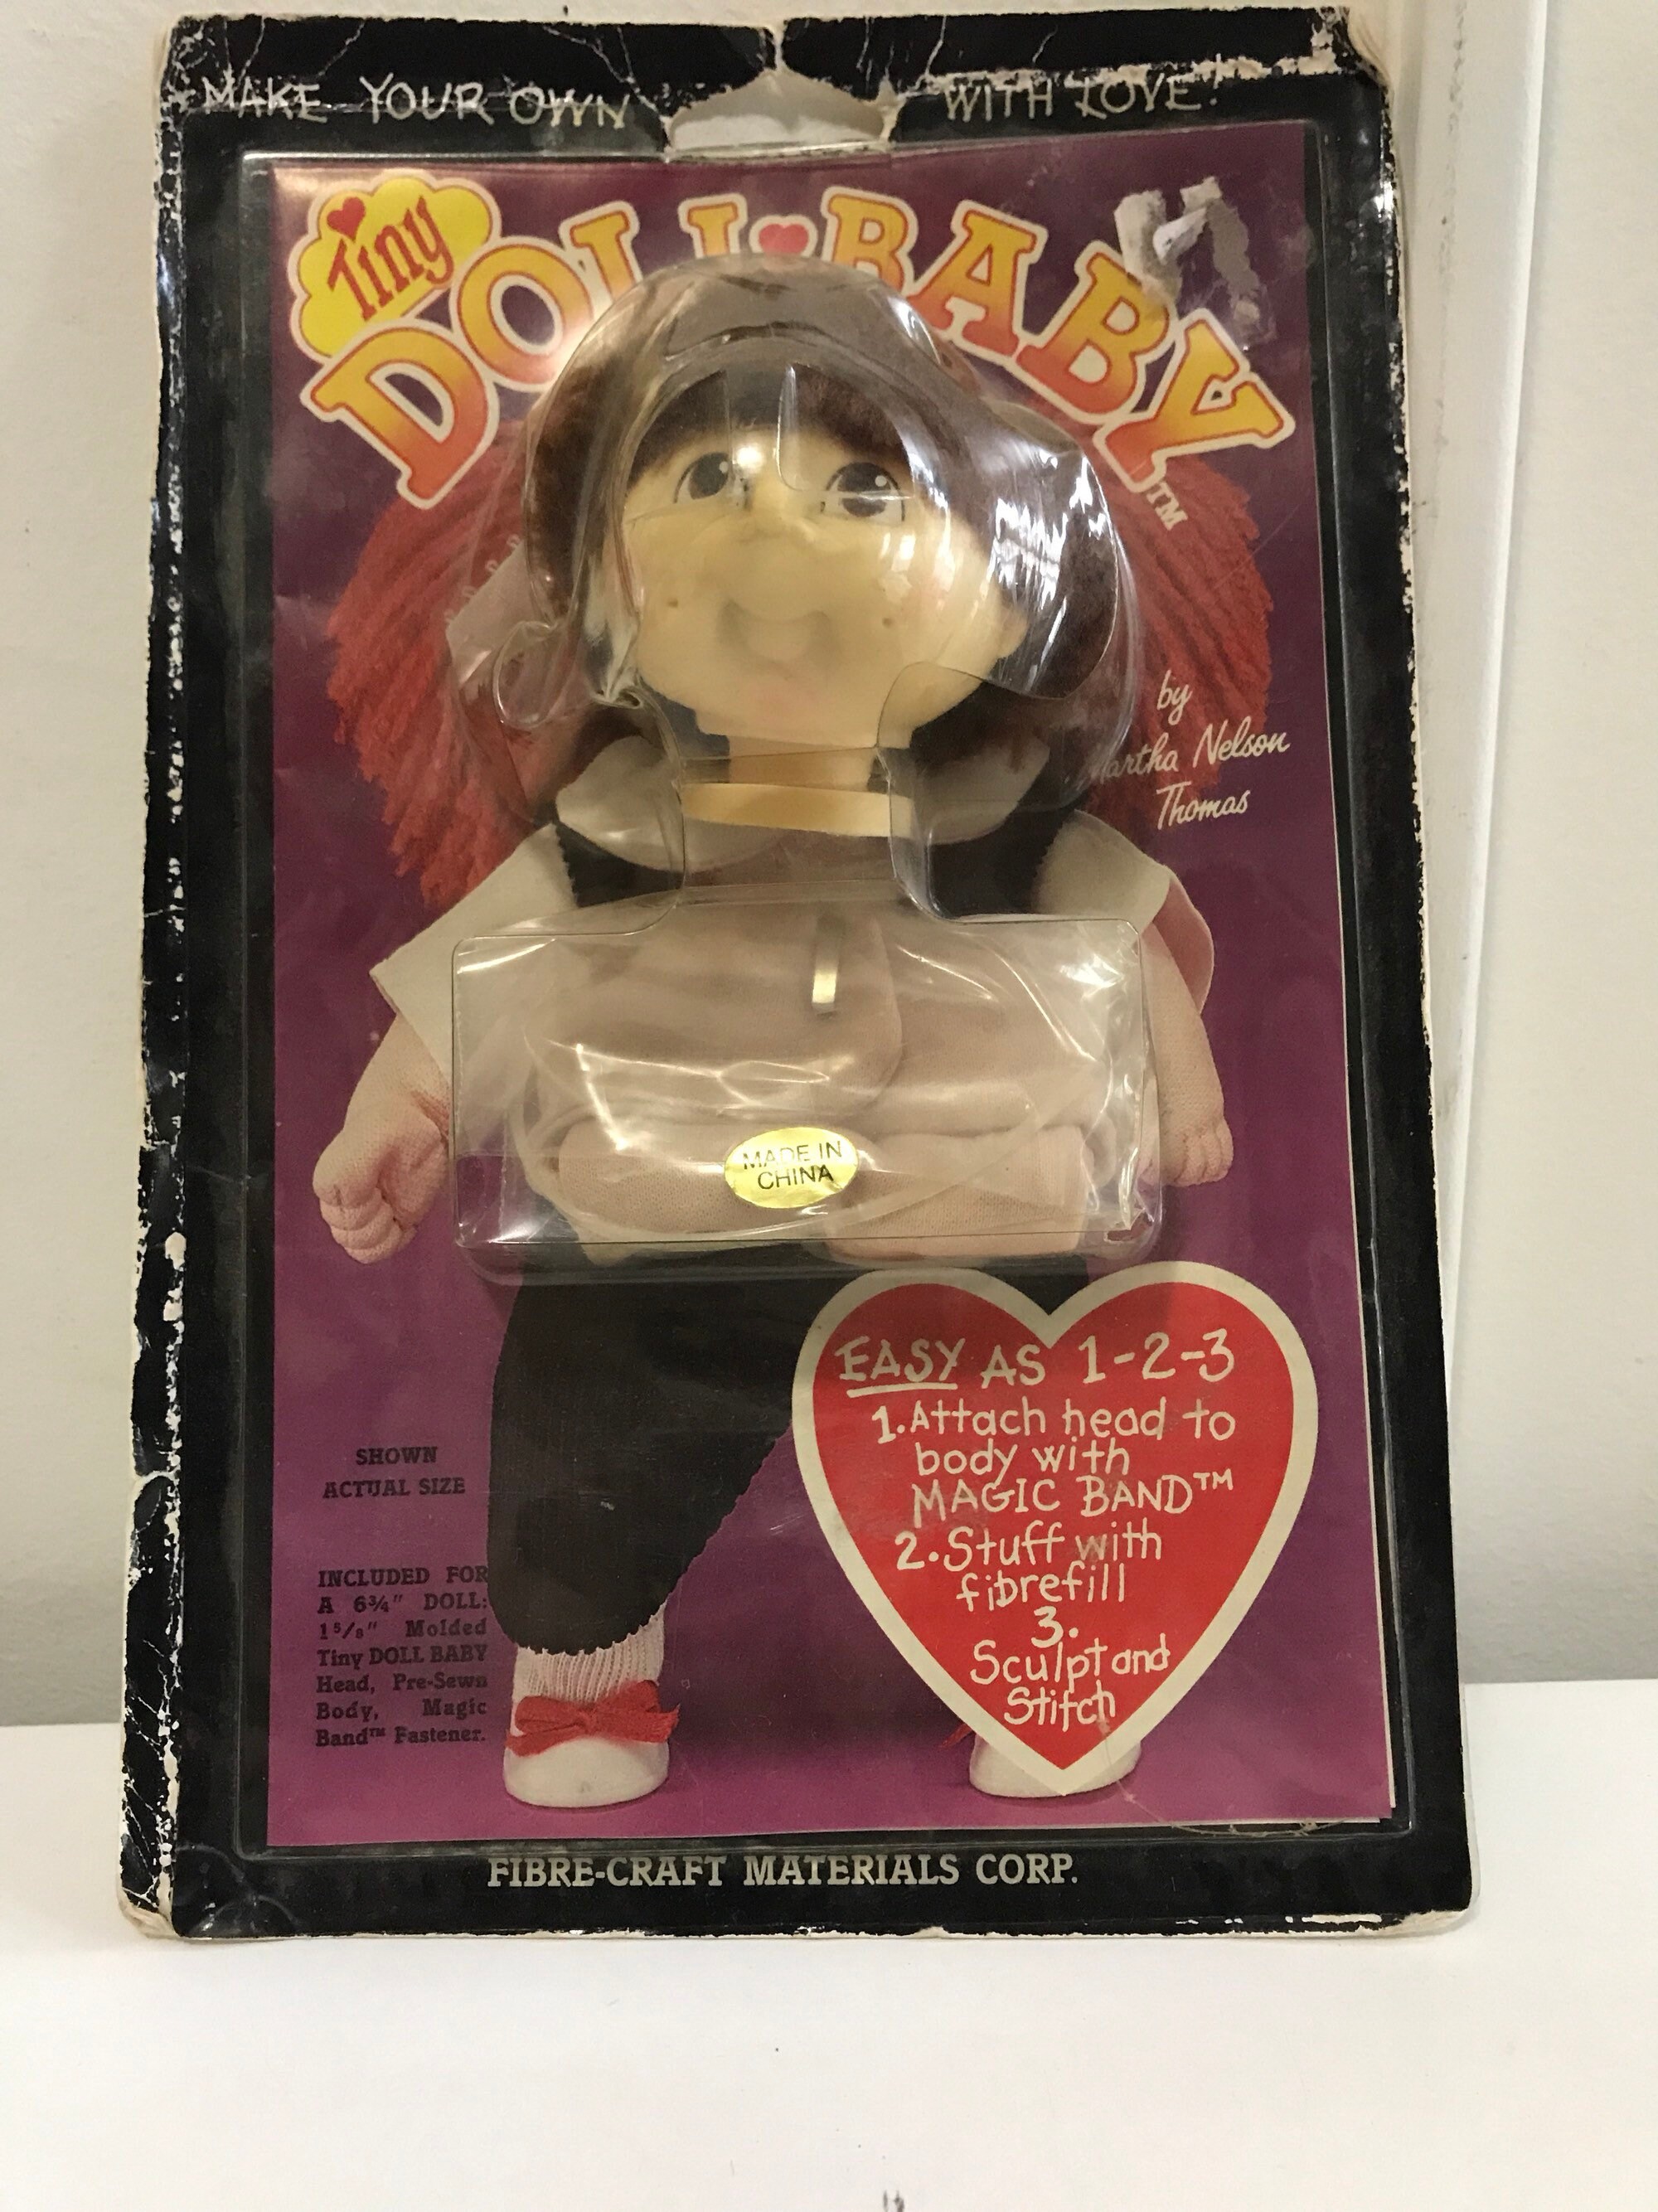 MAKE YOUR OWN WITH LOVE!
Tiny
DOLL BABY™
by
Martha Nelson
Thomas
MADE IN
CHINA
EASY AS 1-2-3
1. Attach head to
body with
MAGIC BAND™
2. Stuff with
fibrefill
3.
Sculpt and
Stitch
SHOWN
ACTUAL SIZE
INCLUDED FOR
A 6¾" DOLL:
1 5/8" Molded
Tiny DOLL BABY
Head, Pre-Sewn
Body, Magic
Band™ Fastener.
FIBRE-CRAFT MATERIALS CORP.